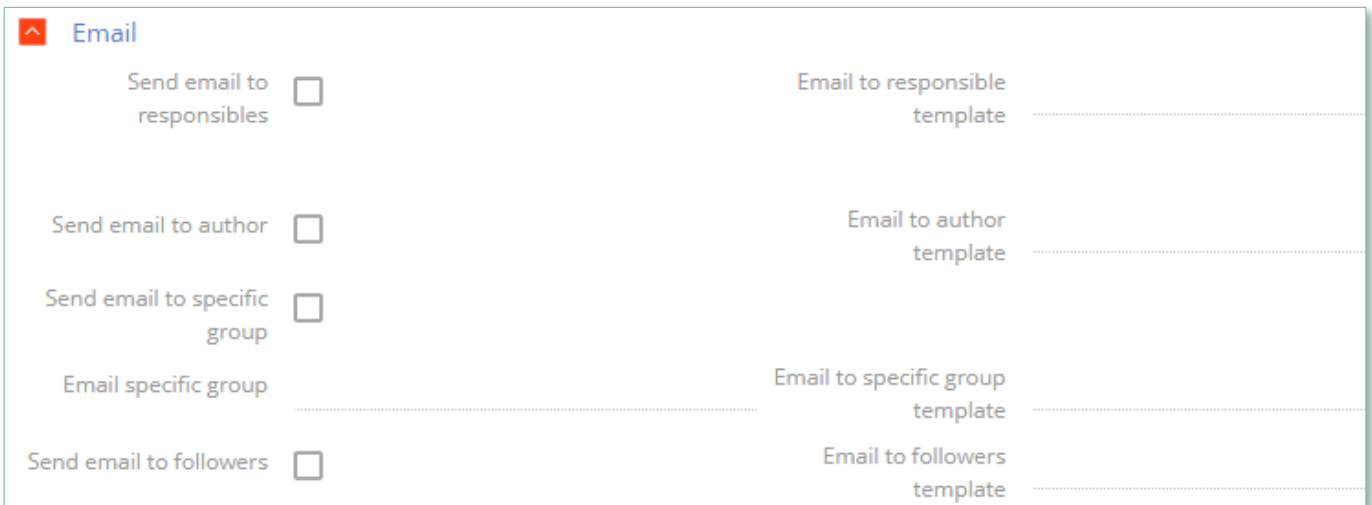 Email
Send email to
responsibles
Email to responsible
template
Send email to author
Email to author
template
Send email to specific
group
Email specific group
Email to specific group
template
Send email to followers
Email to followers
template